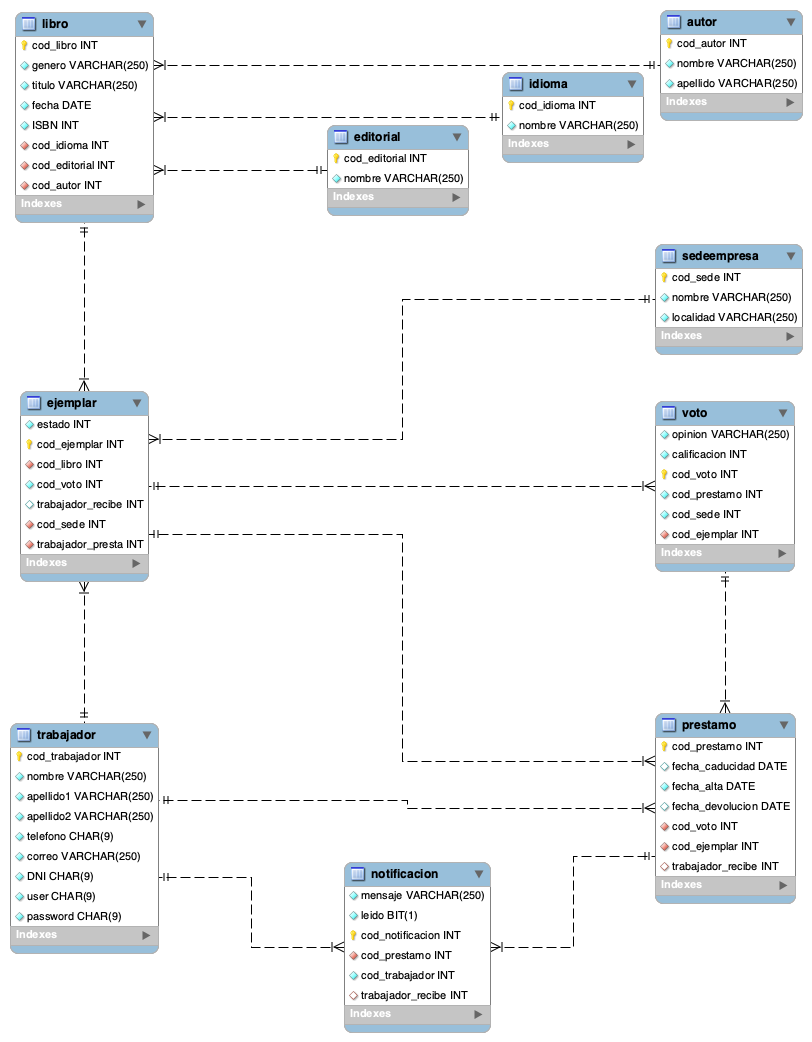 libro
cod_libro INT
genero VARCHAR(250)
titulo VARCHAR(250)
fecha DATE
ISBN INT
cod_idioma INT
cod_editorial INT
cod_autor INT
Indexes
autor
cod_autor INT
nombre VARCHAR(250)
apellido VARCHAR(250)
Indexes
idioma
cod_idioma INT
nombre VARCHAR(250)
Indexes
editorial
cod_editorial INT
nombre VARCHAR(250)
Indexes
sedeempresa
cod_sede INT
nombre VARCHAR(250)
localidad VARCHAR(250)
Indexes
ejemplar
estado INT
cod_ejemplar INT
cod_libro INT
cod_voto INT
trabajador_recibe INT
cod_sede INT
trabajador_presta INT
Indexes
voto
opinion VARCHAR(250)
calificacion INT
cod_voto INT
cod_prestamo INT
cod_sede INT
cod_ejemplar INT
Indexes
trabajador
cod_trabajador INT
nombre VARCHAR(250)
apellido1 VARCHAR(250)
apellido2 VARCHAR(250)
telefono CHAR(9)
correo VARCHAR(250)
DNI CHAR(9)
user CHAR(9)
password CHAR(9)
Indexes
prestamo
cod_prestamo INT
fecha_caducidad DATE
fecha_alta DATE
fecha_devolucion DATE
cod_voto INT
cod_ejemplar INT
trabajador_recibe INT
Indexes
notificacion
mensaje VARCHAR(250)
leido BIT(1)
cod_notificacion INT
cod_prestamo INT
cod_trabajador INT
trabajador_recibe INT
Indexes